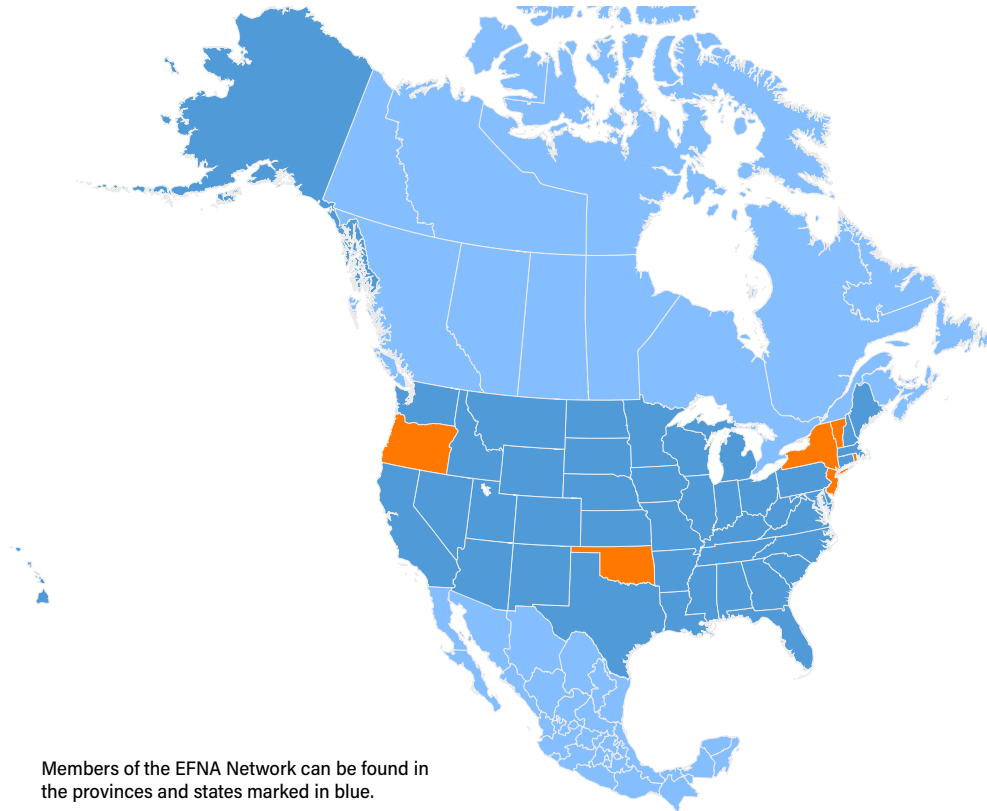 Members of the EFNA Network can be found in
the provinces and states marked in blue.